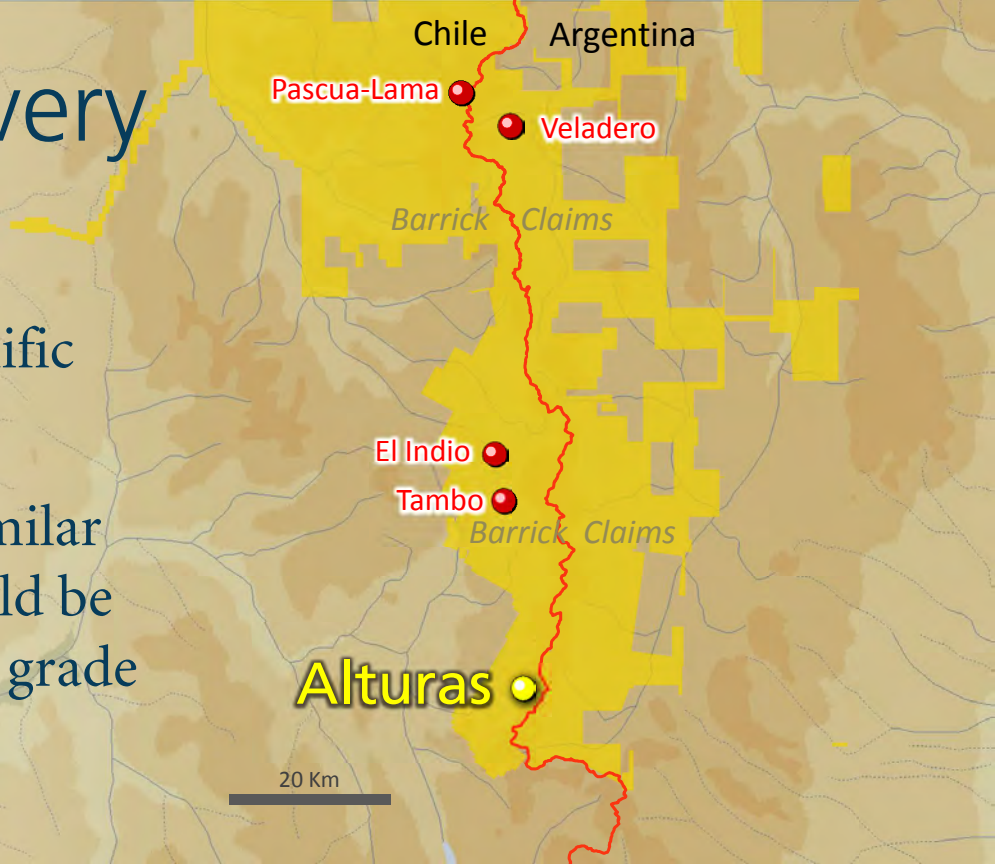 Chile Argentina
Pascua-Lama
very
Veladero
Barrick Claims
ific
El Indio
Tambo
milar
Barrick Claims
ld be
grade
Alturas
20 Km